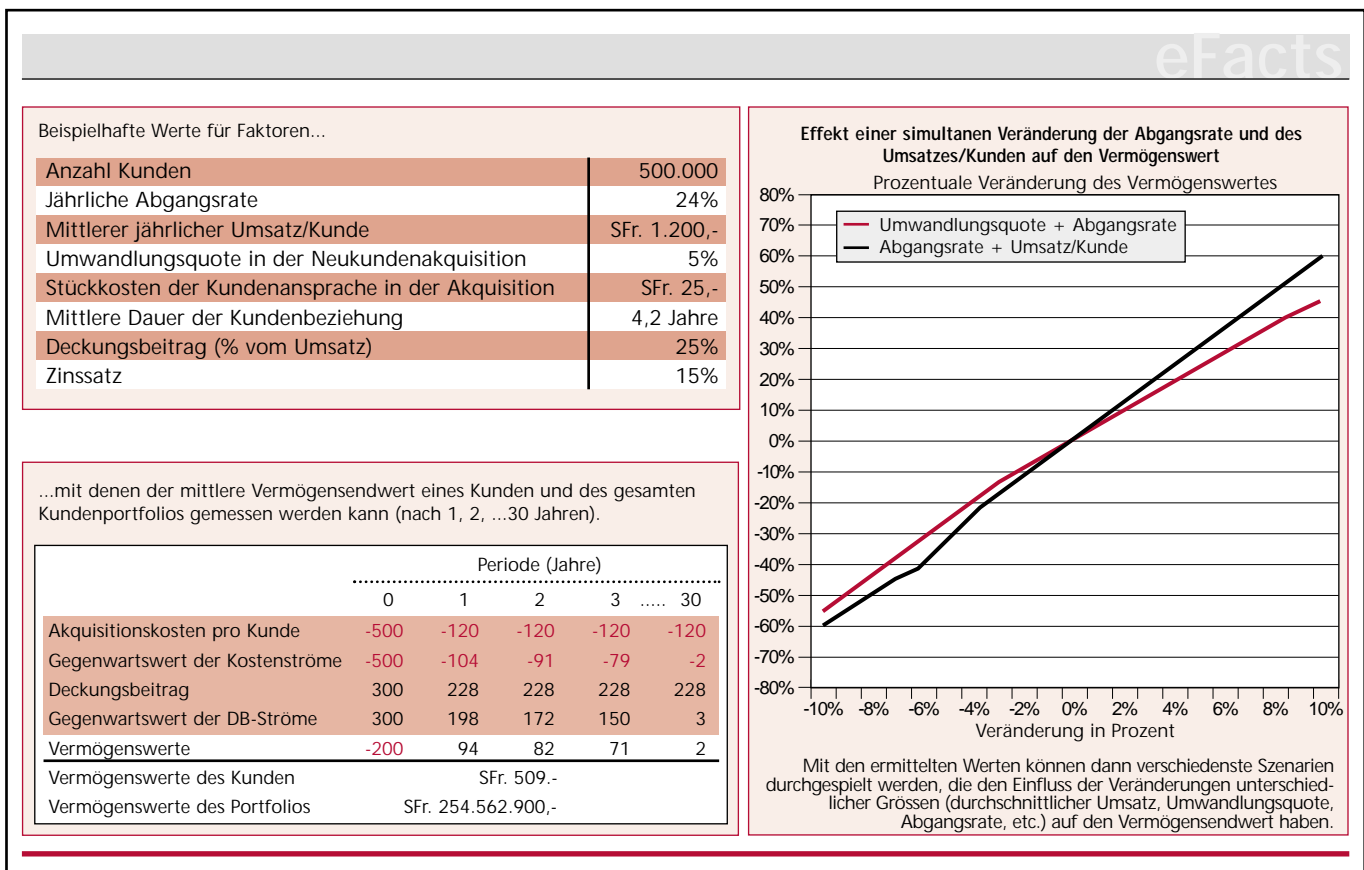 eFacts
Beispielhafte Werte für Faktoren...
Anzahl Kunden 500.000
Jährliche Abgangsrate 24%
Mittlerer jährlicher Umsatz/Kunde SFr. 1.200,-
Umwandlungsquote in der Neukundenakquisition 5%
Stückkosten der Kundenansprache in der Akquisition SFr. 25,-
Mittlere Dauer der Kundenbeziehung 4,2 Jahre
Deckungsbeitrag (% vom Umsatz) 25%
Zinssatz 15%
...mit denen der mittlere Vermögensendwert eines Kunden und des gesamten
Kundenportfolios gemessen werden kann (nach 1, 2, ...30 Jahren).
Periode (Jahre)
0 1 2 3 ..... 30
Akquisitionskosten pro Kunde -500 -120 -120 -120 -120
Gegenwartswert der Kostenströme -500 -104 -91 -79 -2
Deckungsbeitrag 300 228 228 228 228
Gegenwartswert der DB-Ströme 300 198 172 150 3
Vermögenswerte -200 94 82 71 2
Vermögenswerte des Kunden SFr. 509.-
Vermögenswerte des Portfolios SFr. 254.562.900,-
Effekt einer simultanen Veränderung der Abgangsrate und des
Umsatzes/Kunden auf den Vermögenswert
Prozentuale Veränderung des Vermögenswertes
80%
70%
60%
50%
40%
30%
20%
10%
0%
-10%
-20%
-30%
-40%
-50%
-60%
-70%
-80%
Umwandlungsquote + Abgangsrate
Abgangsrate + Umsatz/Kunde
-10% -8% -6% -4% -2% 0% 2% 4% 6% 8% 10%
Veränderung in Prozent
Mit den ermittelten Werten können dann verschiedenste Szenarien
durchgespielt werden, die den Einfluss der Veränderungen unterschied-
licher Grössen (durchschnittlicher Umsatz, Umwandlungsquote,
Abgangsrate, etc.) auf den Vermögensendwert haben.